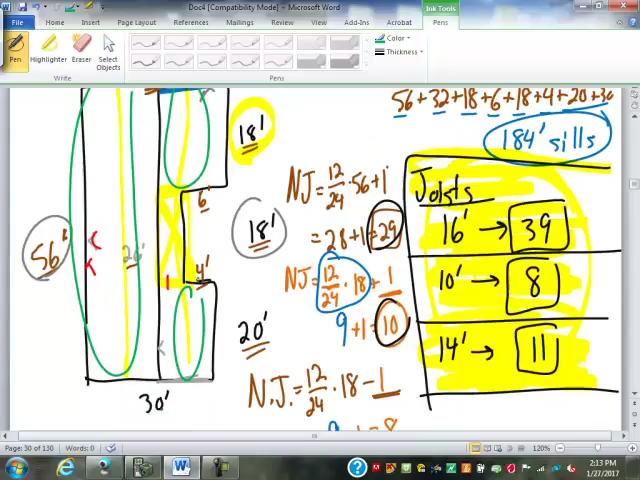 Doc4 [Compatibility Mode] - Microsoft Word
Ink Tools
File
Home
Insert
Page Layout
References
Mailings
Review
View
Add-Ins
Acrobat
Pens
Pen
Highlighter
Eraser
Select
Objects
Color
Thickness
Write
Pens
56+32+18+6+18+4+20+30
184' sills
18'
NJ = 12/24 · 56 + 1
= 28 + 1 = 29
6'
18'
56'
26'
4'
NJ = 12/24 · 18 + 1
9 + 1 = 10
20'
N.J. = 12/24 · 18 - 1
9 - 1 = 8
30'
Joists
16' → 39
10' → 8
14' → 11
Page: 30 of 130
Words: 0
120%
2:13 PM
1/27/2017